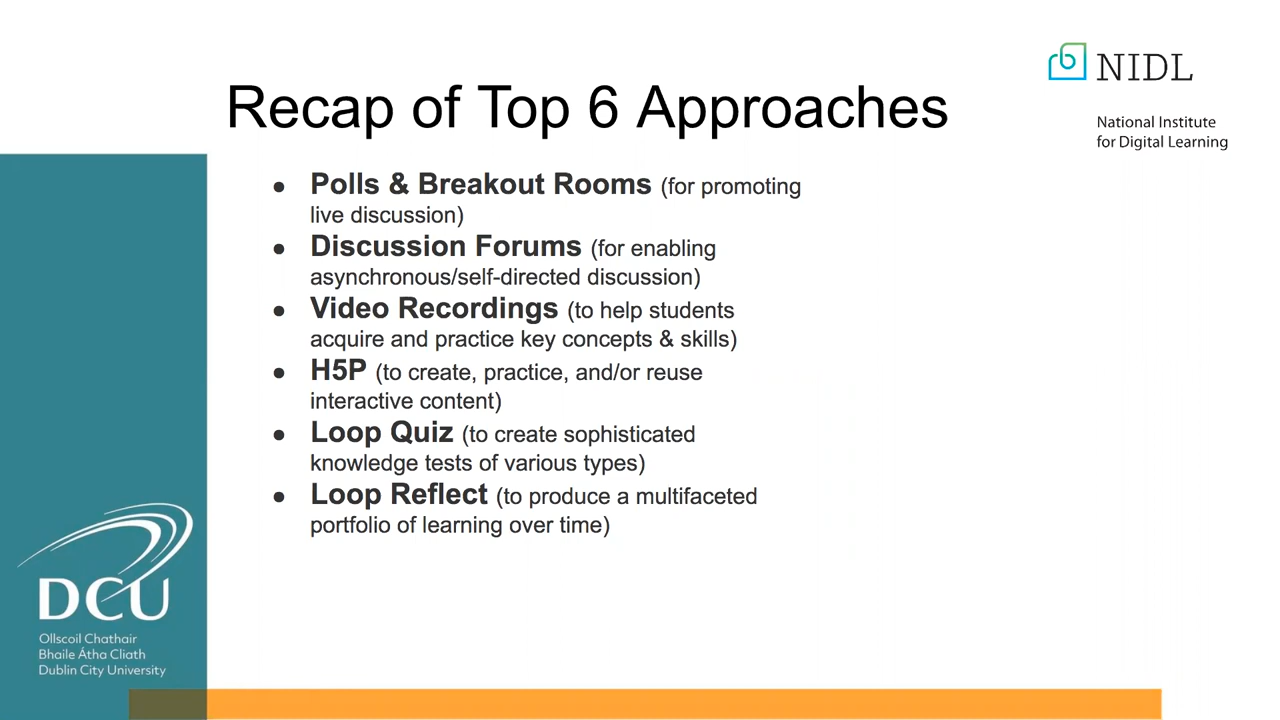 NIDL
National Institute
for Digital Learning
Recap of Top 6 Approaches
● Polls & Breakout Rooms (for promoting
live discussion)
● Discussion Forums (for enabling
asynchronous/self-directed discussion)
● Video Recordings (to help students
acquire and practice key concepts & skills)
● H5P (to create, practice, and/or reuse
interactive content)
● Loop Quiz (to create sophisticated
knowledge tests of various types)
● Loop Reflect (to produce a multifaceted
portfolio of learning over time)
DCU
Ollscoil Chathair
Bhaile Átha Cliath
Dublin City University